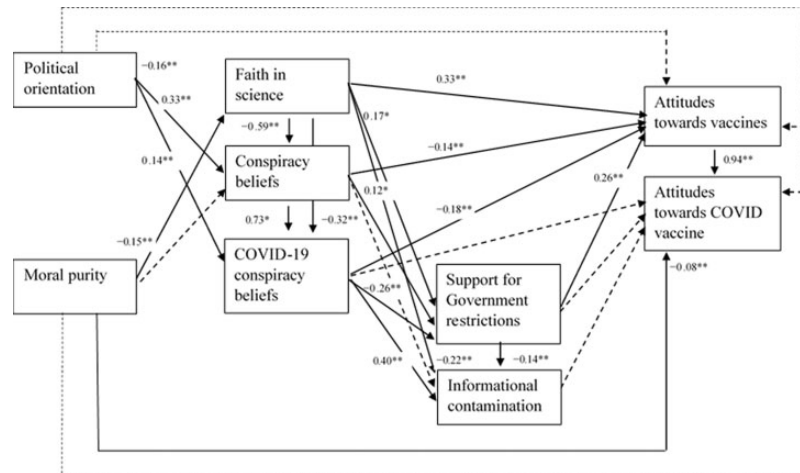 Political
orientation
−0.16**
0.33**
0.14**
Faith in
science
0.33**
−0.59**
0.17*
Attitudes
towards vaccines
Conspiracy
beliefs
−0.14**
0.12*
0.26**
0.94**
−0.15**
0.73*
−0.32**
−0.18**
Attitudes
towards COVID
vaccine
Moral purity
COVID-19
conspiracy
beliefs
−0.26**
Support for
Government
restrictions
−0.08**
0.40**
−0.22**
−0.14**
Informational
contamination